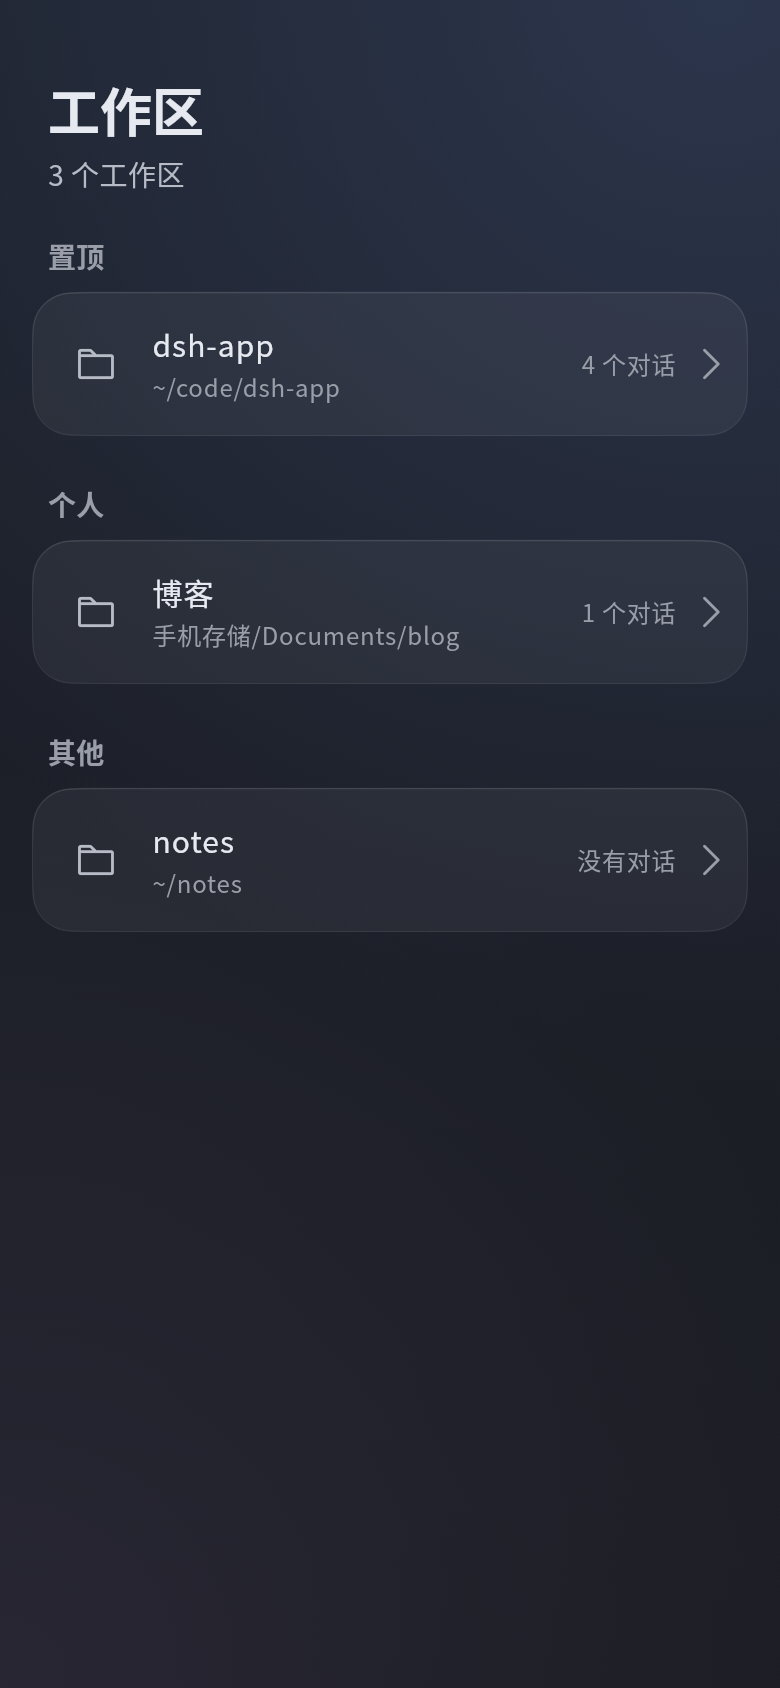 工作区
3 个工作区
置顶
dsh-app
~/code/dsh-app
4 个对话
个人
博客
手机存储/Documents/blog
1 个对话
其他
notes
~/notes
没有对话